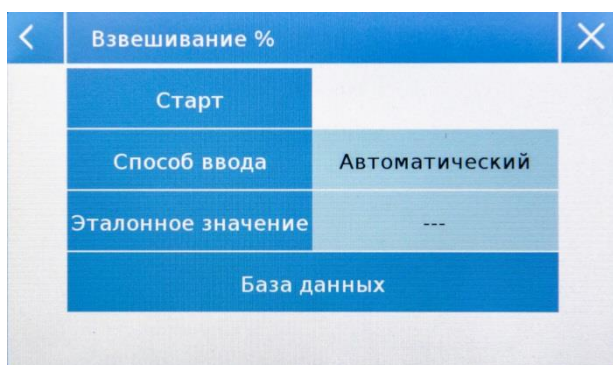 Взвешивание %
Старт
Способ ввода Автоматический
Эталонное значение ---
База данных